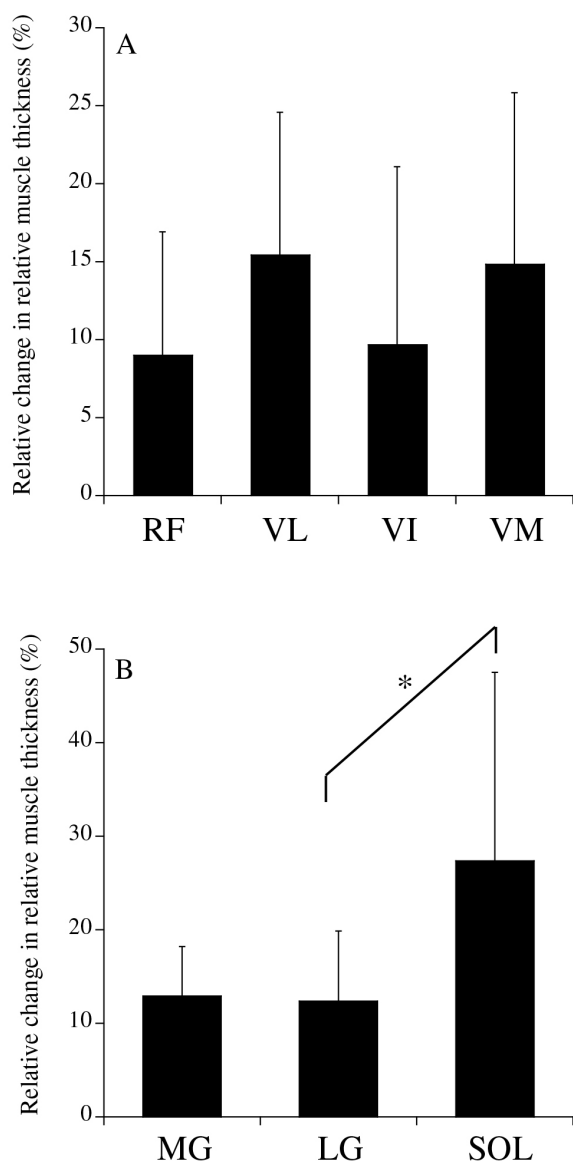 Relative change in relative muscle thickness (%)
A
30
25
20
15
10
5
0
RF VL VI VM
Relative change in relative muscle thickness (%)
B
50
40
30
20
10
0
*
MG LG SOL